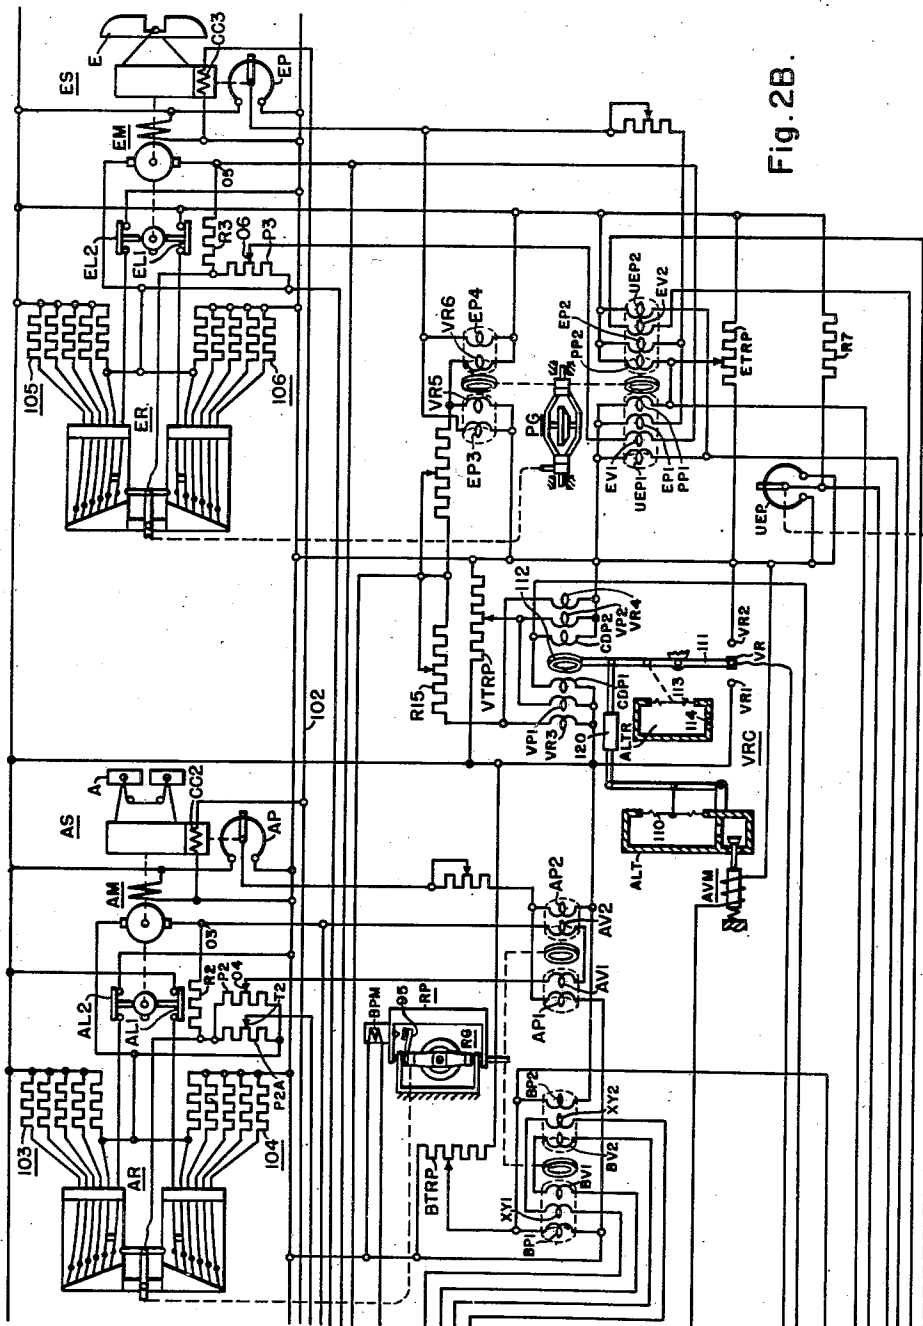 Fig. 2B.
E
ES
CC3
EP
EM
O5
EL2
EL1
R3
O6
P3
105
106
ER
VR6
EP4
VR5
EP3
PG
UEP2
EV2
EP2
PP2
EV1
UEP1
EP1
PP1
ETRP
R7
UEP
102
R15
VTRP
112
VR4
VP2
CDP2
CDP1
VP1
VR3
120
ALTR
113
114
111
VR2
VR
VR1
VRC
110
ALT
AVM
A
AS
CC2
AP
AM
O3
AL2
AL1
R2
P2
O4
T2
P2A
103
104
AR
BPM
95
RP
RG
AP2
AV2
AV1
AP1
BTRP
BP2
XY2
BV2
BV1
XY1
BP1